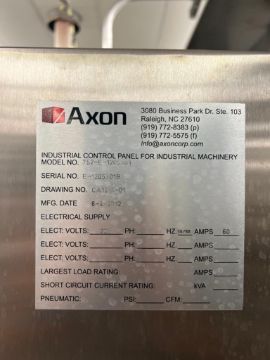 Axon
3080 Business Park Dr. Ste. 103
Raleigh, NC 27610
(919) 772-8383 (p)
(919) 772-5575 (f)
info@axoncorp.com
INDUSTRIAL CONTROL PANEL FOR INDUSTRIAL MACHINERY
MODEL NO.
SERIAL NO.
DRAWING NO.
MFG. DATE
ELECTRICAL SUPPLY
ELECT: VOLTS: PH: HZ 50/60 AMPS 60
ELECT: VOLTS: PH: HZ AMPS
ELECT: VOLTS: PH: HZ AMPS
LARGEST LOAD RATING AMPS
SHORT CIRCUIT CURRENT RATING kVA
PNEUMATIC: PSI: CFM: